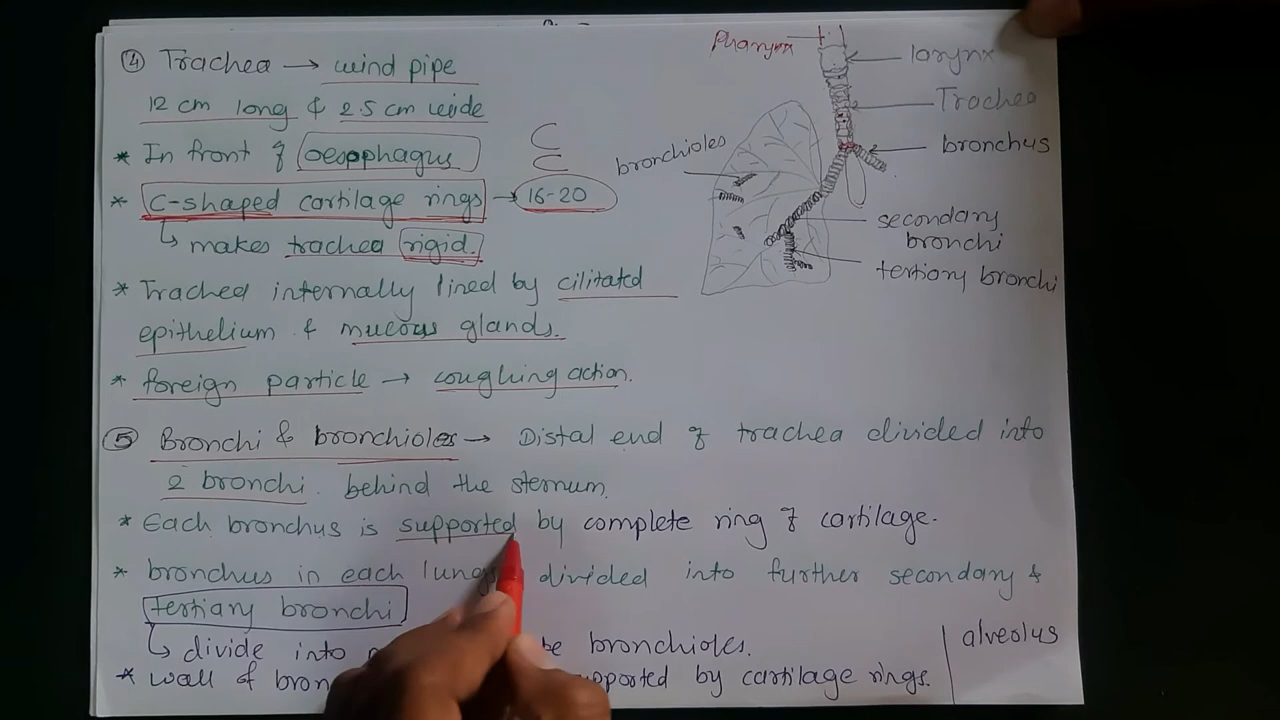 ④ Trachea → wind pipe
12 cm long & 2.5 cm wide
* In front of oesophagus
* C-shaped cartilage rings → 16-20
C
C
↳ makes trachea rigid.
* Trachea internally lined by cilitated
epithelium & mucous glands.
* foreign particle → coughing action.
⑤ Bronchi & bronchioles → Distal end of trachea divided into
2 bronchi. behind the sternum.
* Each bronchus is supported by complete ring of cartilage.
* bronchus in each lungs divided into further secondary &
tertiary bronchi
↳ divide into be bronchioles.
* wall of by cartilage rings.
alveolus
Pharynx
larynx
Trachea
bronchus
bronchioles
secondary
bronchi
tertiary bronchi